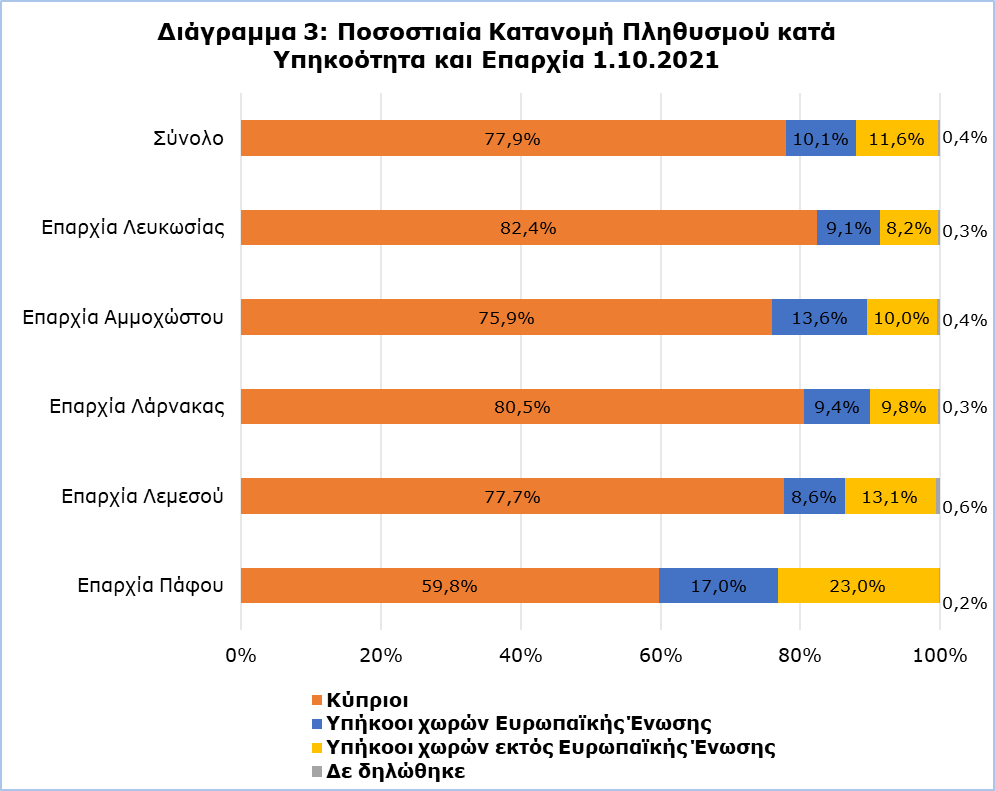 Διάγραμμα 3: Ποσοστιαία Κατανομή Πληθυσμού κατά
Υπηκοότητα και Επαρχία 1.10.2021
Σύνολο 77,9% 10,1% 11,6% 0,4%
Επαρχία Λευκωσίας 82,4% 9,1% 8,2% 0,3%
Επαρχία Αμμοχώστου 75,9% 13,6% 10,0% 0,4%
Επαρχία Λάρνακας 80,5% 9,4% 9,8% 0,3%
Επαρχία Λεμεσού 77,7% 8,6% 13,1% 0,6%
Επαρχία Πάφου 59,8% 17,0% 23,0% 0,2%
0% 20% 40% 60% 80% 100%
Κύπριοι
Υπήκοοι χωρών Ευρωπαϊκής Ένωσης
Υπήκοοι χωρών εκτός Ευρωπαϊκής Ένωσης
Δε δηλώθηκε